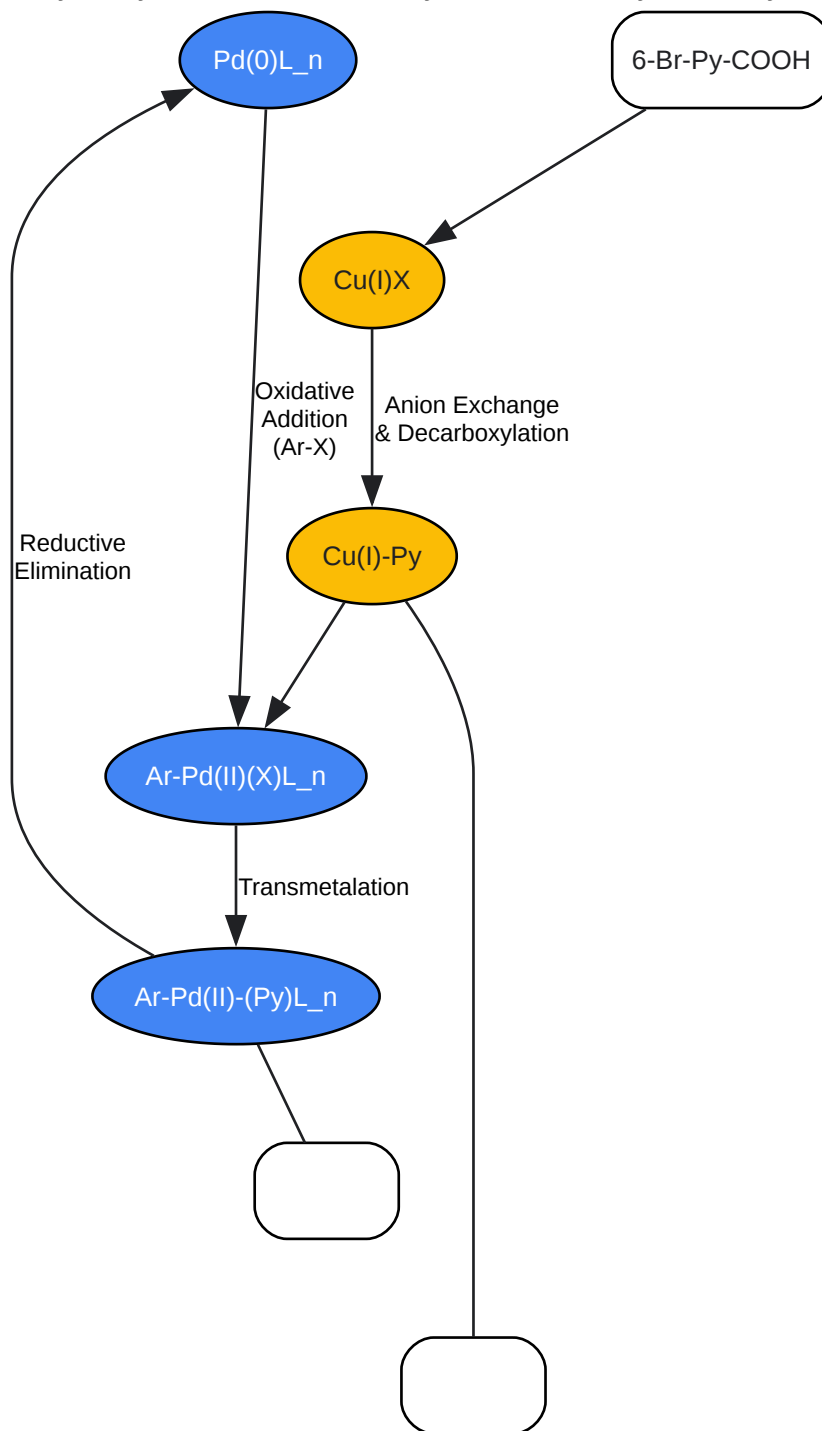 Pd(0)L_n
6-Br-Py-COOH
Cu(I)X
Oxidative
Addition
(Ar-X)
Anion Exchange
& Decarboxylation
Reductive
Elimination
Cu(I)-Py
Ar-Pd(II)(X)L_n
Transmetalation
Ar-Pd(II)-(Py)L_n